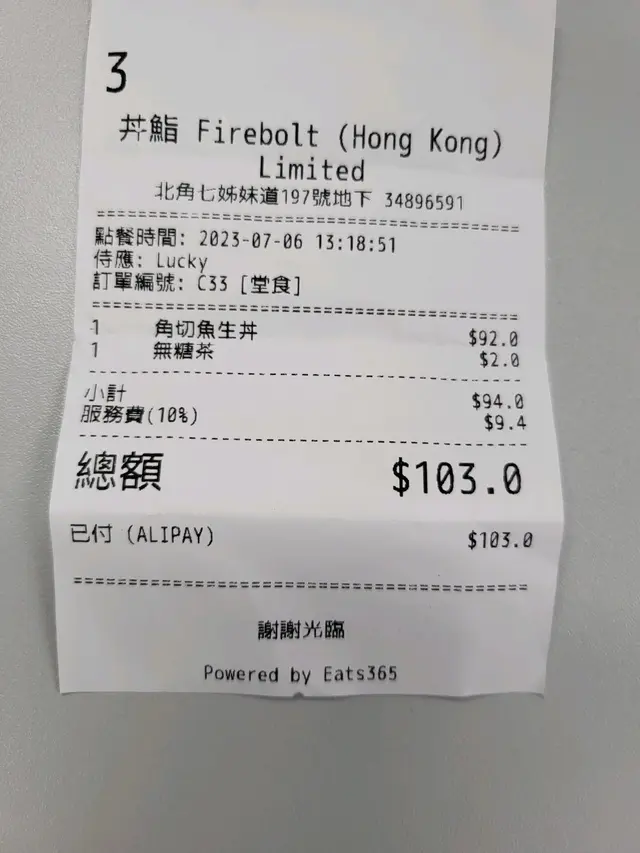 3
丼鮨 Firebolt (Hong Kong)
Limited
北角七姊妹道197號地下 34896591
點餐時間: 2023-07-06 13:18:51
侍應: Lucky
訂單編號: C33 [堂食]
1 角切魚生丼 $92.0
1 無糖茶 $2.0
小計 $94.0
服務費(10%) $9.4
總額 $103.0
已付 (ALIPAY) $103.0
謝謝光臨
Powered by Eats365